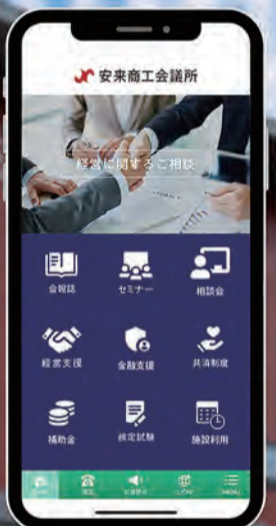 安来商工会議所
経営に関するご相談
会報誌 セミナー 相談会
経営支援 金融支援 共済制度
補助金 検定試験 施設利用
MENU